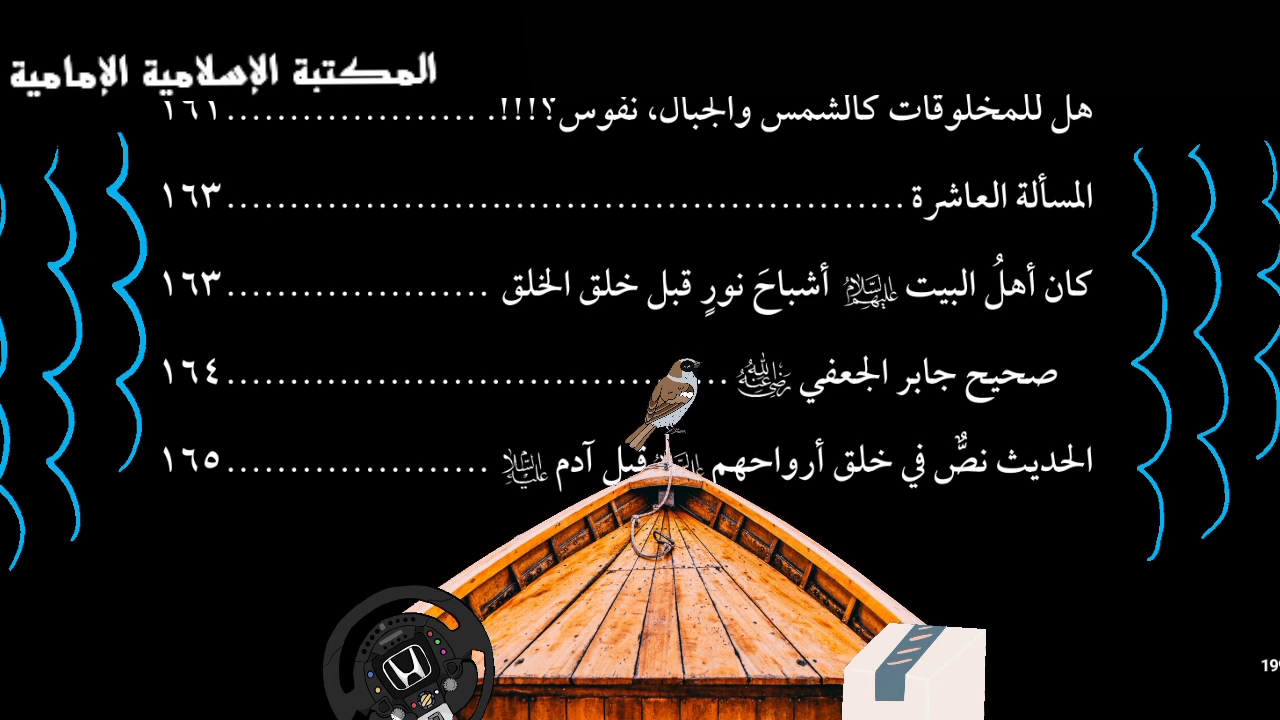 المكتبة الإسلامية الإمامية
هل للمخلوقات كالشمس والجبال، نفوس؟!!!. .................... ١٦١
المسألة العاشرة ..................................................... ١٦٣
كان أهلُ البيت عليهم السلام أشباحَ نورٍ قبل خلق الخلق ..................... ١٦٣
صحيح جابر الجعفي رضي الله عنه ........................................ ١٦٤
الحديث نصٌّ في خلق أرواحهم قبل آدم عليه السلام ..................... ١٦٥
199